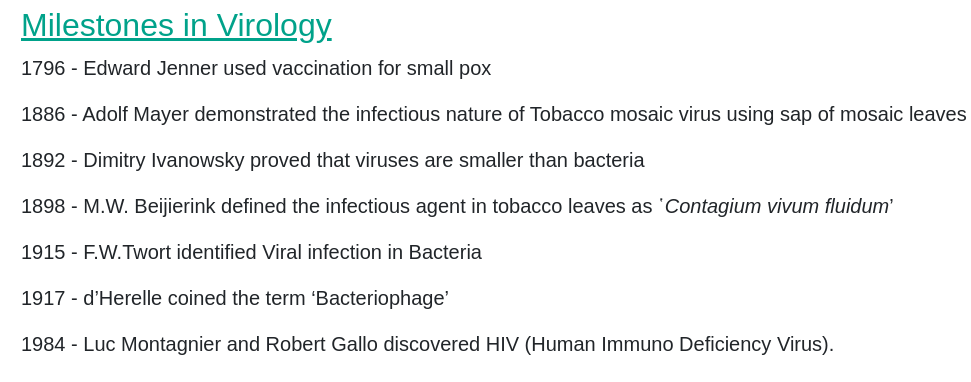 Milestones in Virology
1796 - Edward Jenner used vaccination for small pox
1886 - Adolf Mayer demonstrated the infectious nature of Tobacco mosaic virus using sap of mosaic leaves
1892 - Dimitry Ivanowsky proved that viruses are smaller than bacteria
1898 - M.W. Beijierink defined the infectious agent in tobacco leaves as ‛Contagium vivum fluidum’
1915 - F.W.Twort identified Viral infection in Bacteria
1917 - d’Herelle coined the term ‘Bacteriophage’
1984 - Luc Montagnier and Robert Gallo discovered HIV (Human Immuno Deficiency Virus).